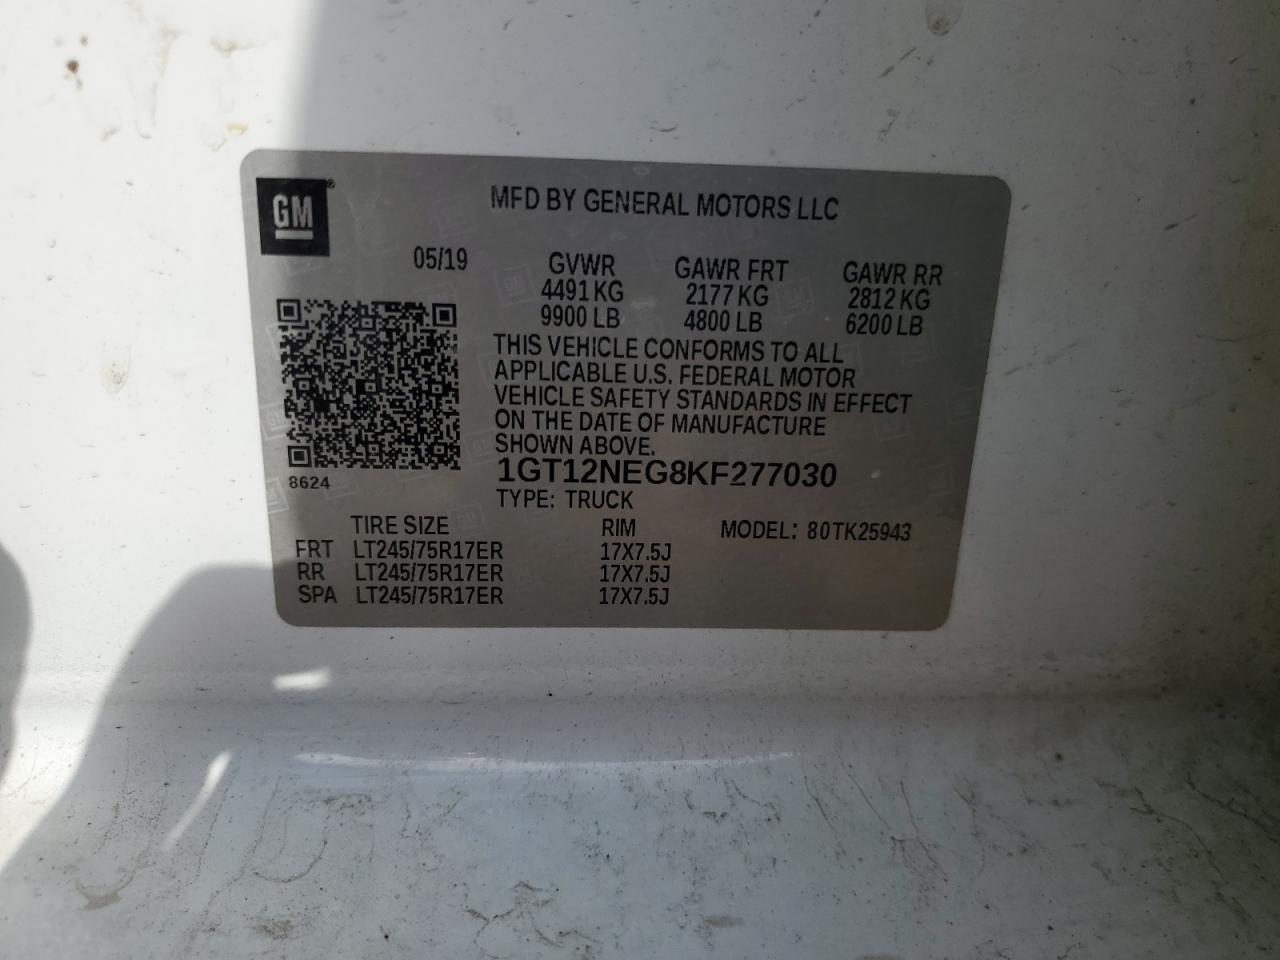 GM®
MFD BY GENERAL MOTORS LLC
05/19 GVWR GAWR FRT GAWR RR
4491 KG 2177 KG 2812 KG
9900 LB 4800 LB 6200 LB
THIS VEHICLE CONFORMS TO ALL
APPLICABLE U.S. FEDERAL MOTOR
VEHICLE SAFETY STANDARDS IN EFFECT
ON THE DATE OF MANUFACTURE
SHOWN ABOVE.
8624
1GT12NEG8KF277030
TYPE: TRUCK
TIRE SIZE RIM MODEL: 80TK25943
FRT LT245/75R17ER 17X7.5J
RR LT245/75R17ER 17X7.5J
SPA LT245/75R17ER 17X7.5J